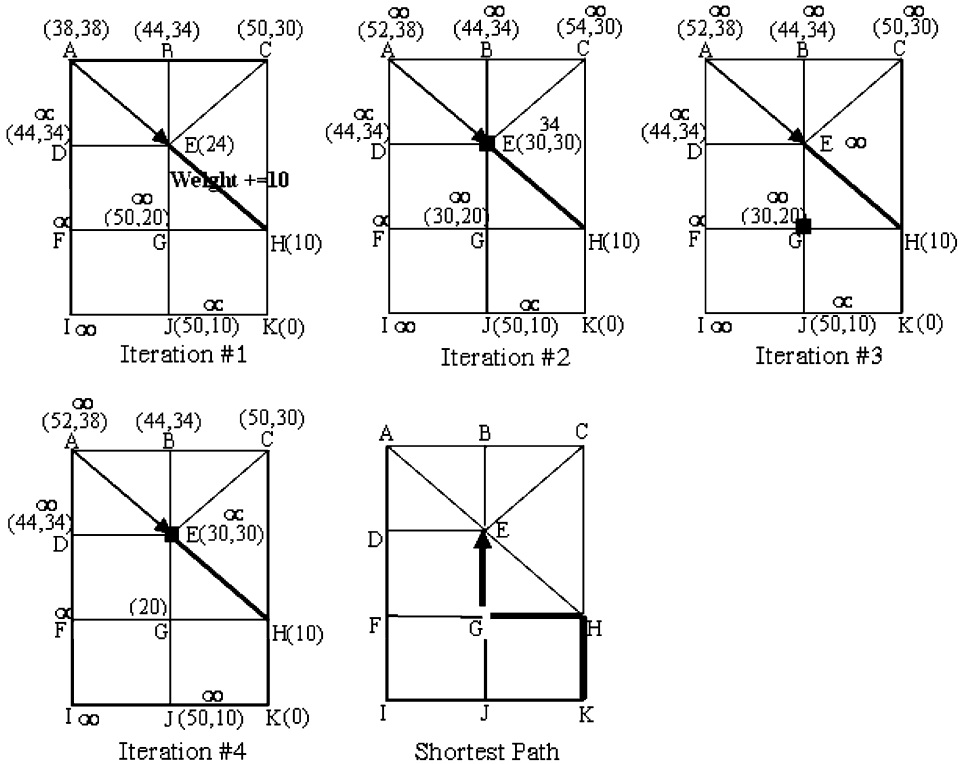 ∞ ∞ ∞ ∞ ∞ ∞
(38,38) (44,34) (50,30) (52,38) (44,34) (54,30) (52,38) (44,34) (50,30)
A B C A B C A B C
∞ ∞ 34 ∞
(44,34) E(24) (44,34) E(30,30) (44,34) E ∞
D D D
Weight +=10
∞ ∞ ∞ ∞ ∞ ∞
(50,20) (30,20) (30,20)
F G H(10) F G H(10) F G H(10)
∞ ∞ ∞
I ∞ J(50,10) K(0) I ∞ J(50,10) K(0) I ∞ J(50,10) K(0)
Iteration #1 Iteration #2 Iteration #3
∞
(52,38) (44,34) (50,30)
A B C A B C
∞ ∞
(44,34) E(30,30) E
D D
∞ (20)
F G H(10) F G H
∞
I ∞ J(50,10) K(0) I J K
Iteration #4 Shortest Path